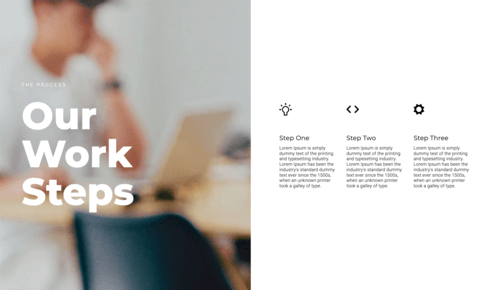 THE PROCESS
Our
Work
Steps
Step One
Lorem Ipsum is simply
dummy text of the printing
and typesetting industry.
Lorem Ipsum has been the
industry's standard dummy
text ever since the 1500s,
when an unknown printer
took a galley of type.
Step Two
Lorem Ipsum is simply
dummy text of the printing
and typesetting industry.
Lorem Ipsum has been the
industry's standard dummy
text ever since the 1500s,
when an unknown printer
took a galley of type.
Step Three
Lorem Ipsum is simply
dummy text of the printing
and typesetting industry.
Lorem Ipsum has been the
industry's standard dummy
text ever since the 1500s,
when an unknown printer
took a galley of type.